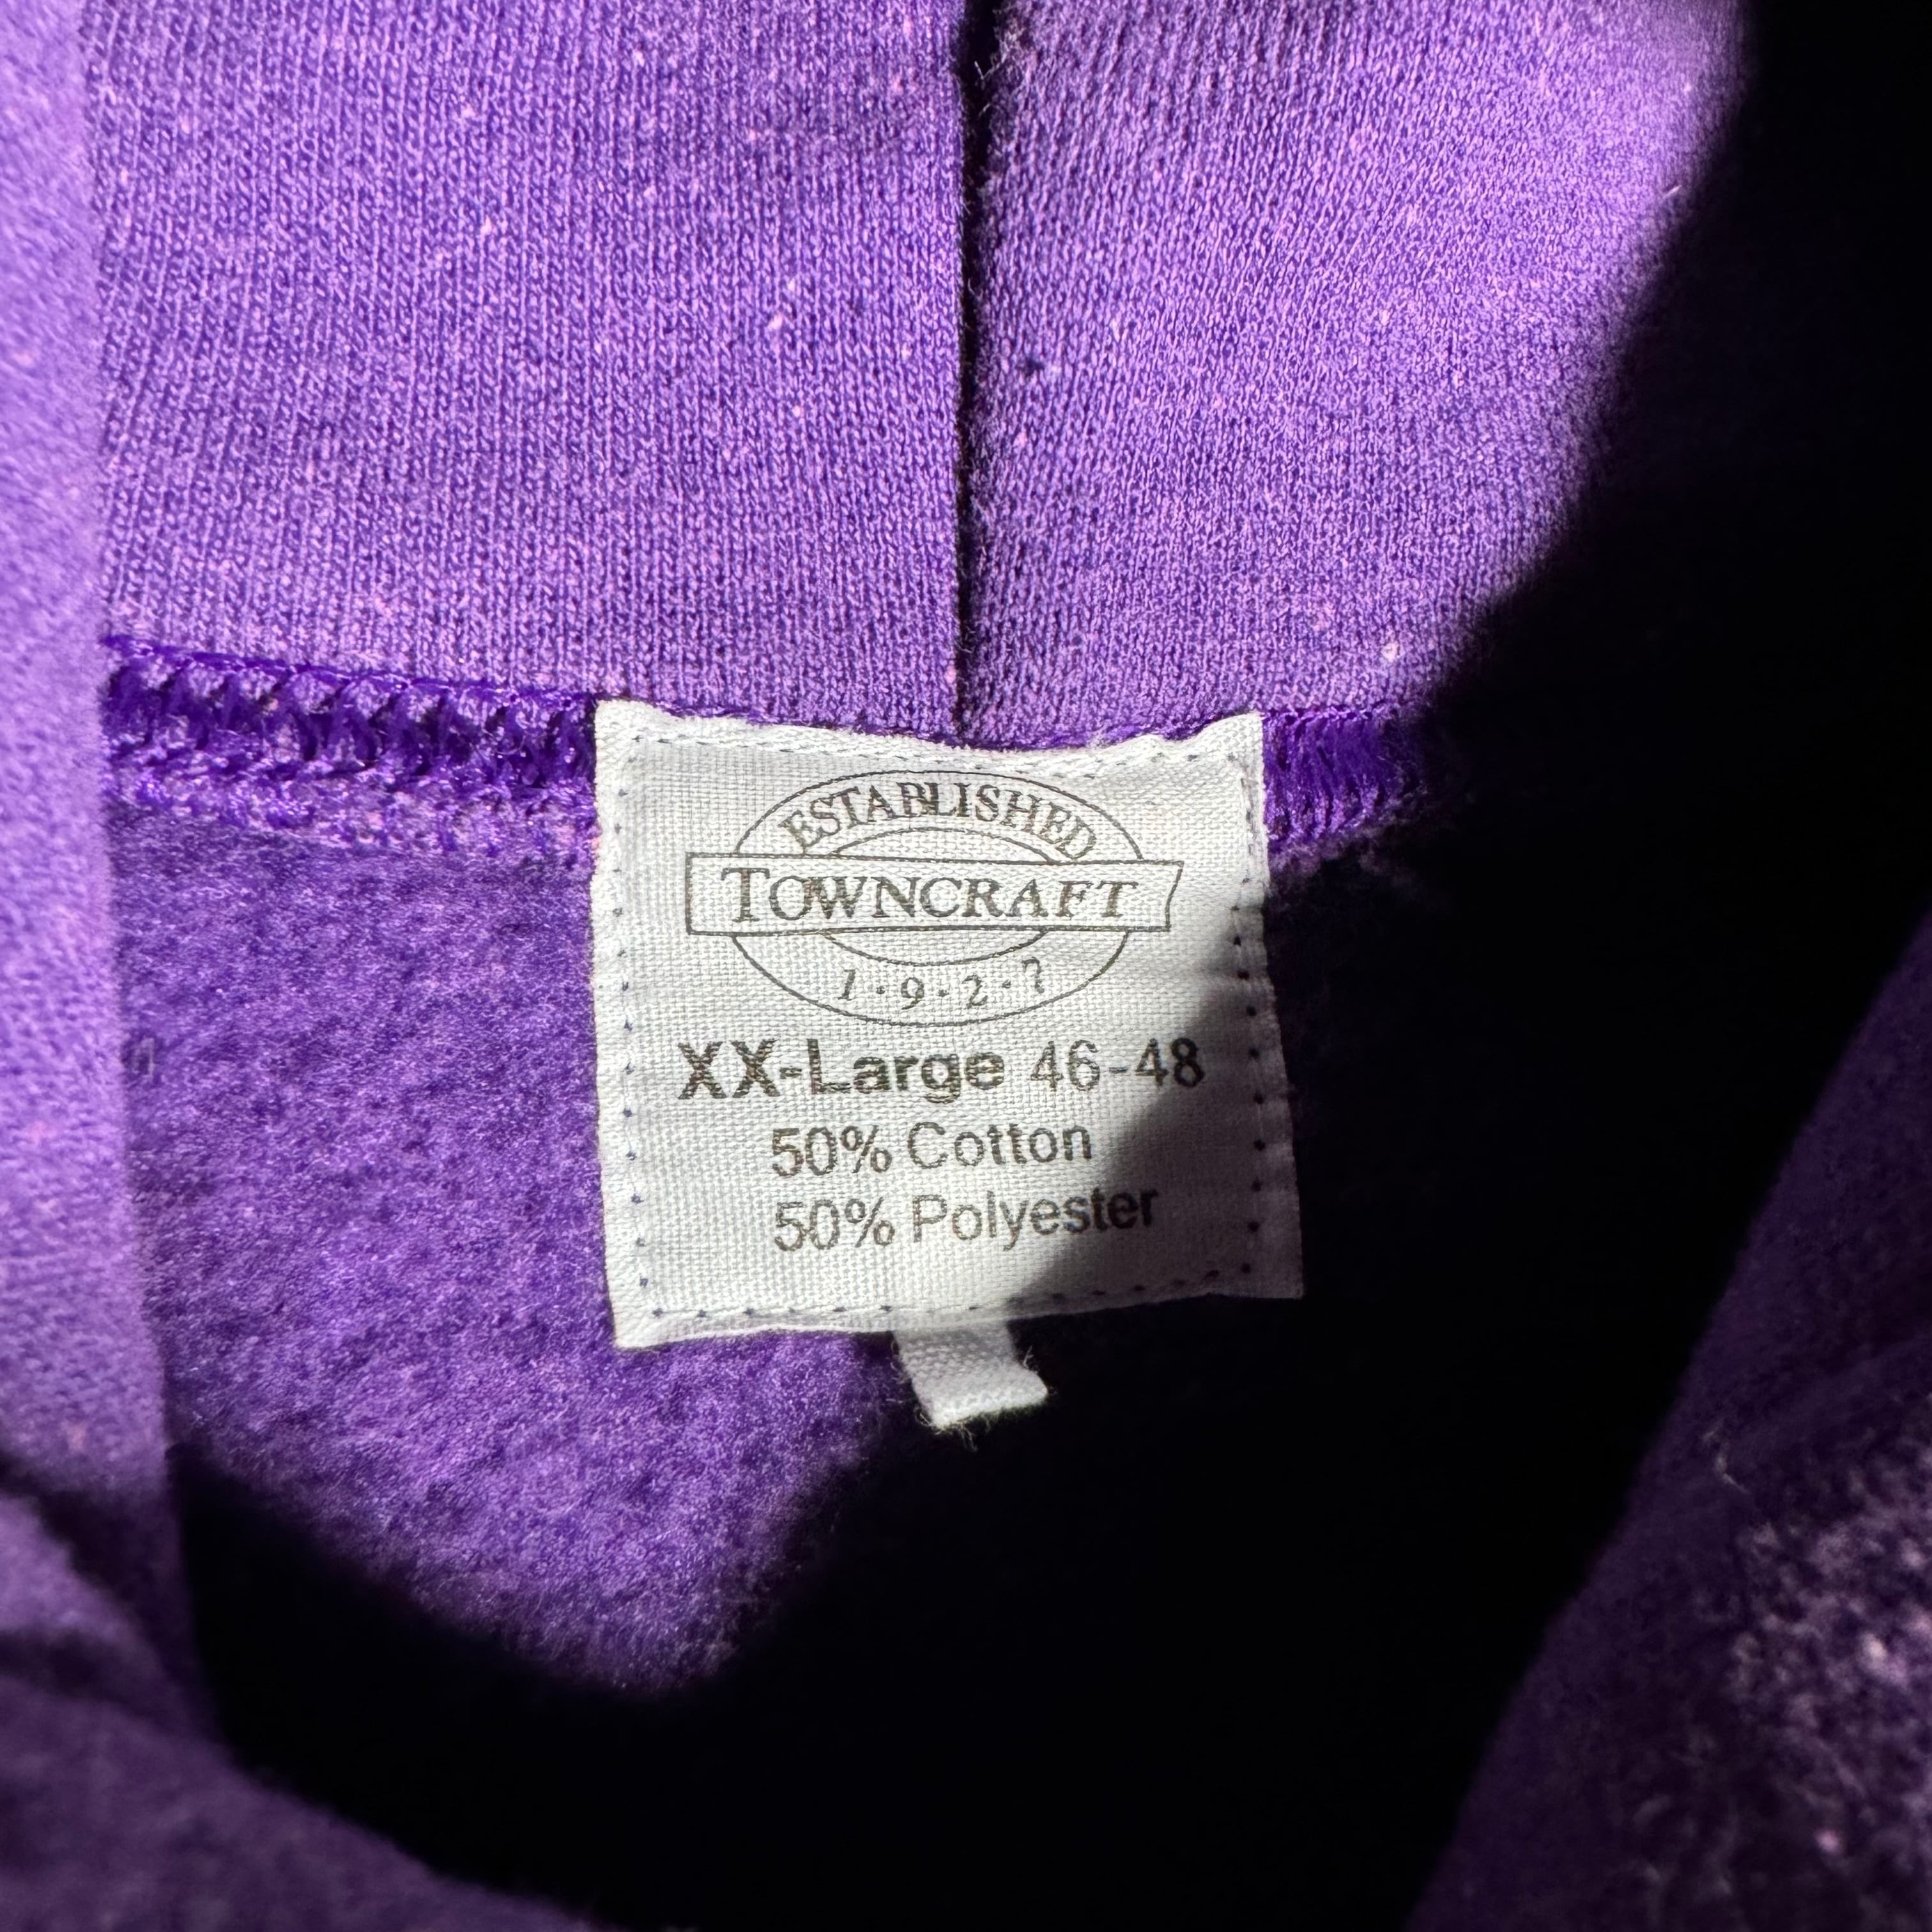 ESTABLISHED
TOWNCRAFT
1·9·2·7
XX-Large 46-48
50% Cotton
50% Polyester